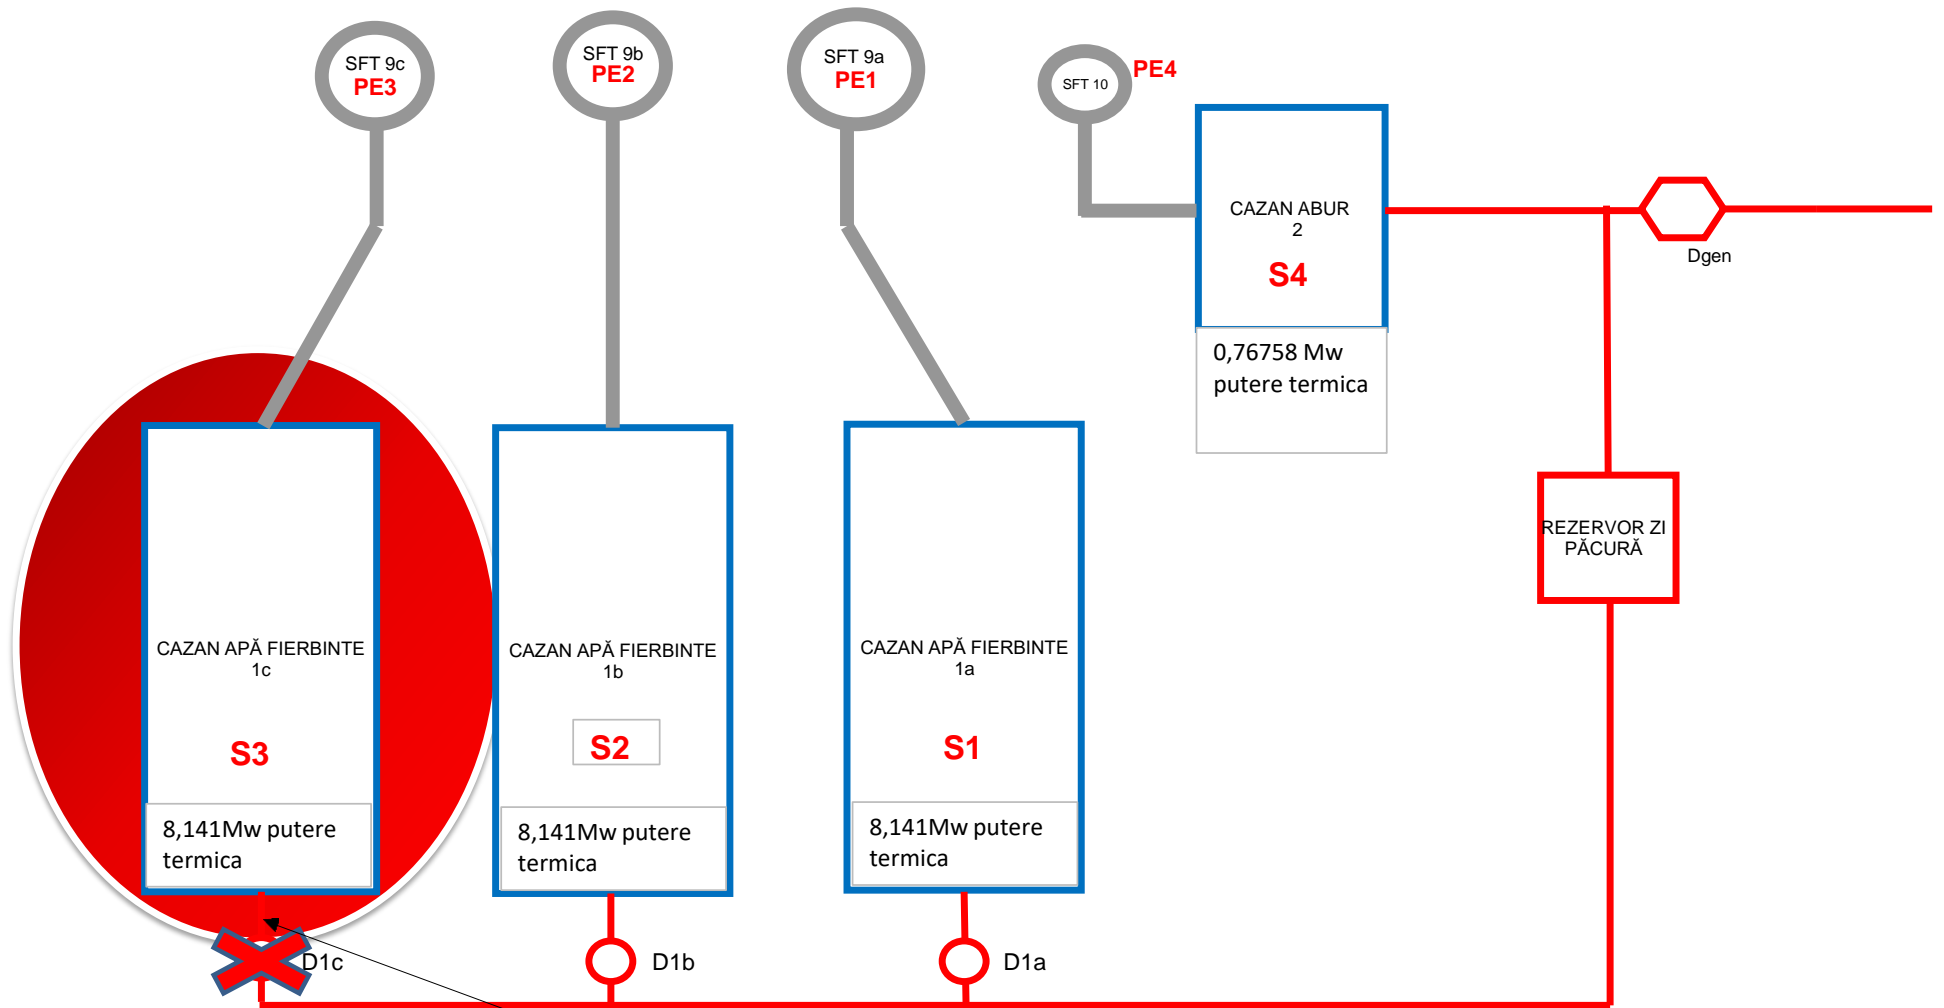 SFT 9c
PE3
SFT 9b
PE2
SFT 9a
PE1
SFT 10
PE4
CAZAN ABUR
2
S4
0,76758 Mw
putere termica
Dgen
REZERVOR ZI
PĂCURĂ
CAZAN APĂ FIERBINTE
1c
S3
8,141Mw putere
termica
CAZAN APĂ FIERBINTE
1b
S2
8,141Mw putere
termica
CAZAN APĂ FIERBINTE
1a
S1
8,141Mw putere
termica
D1c
D1b
D1a